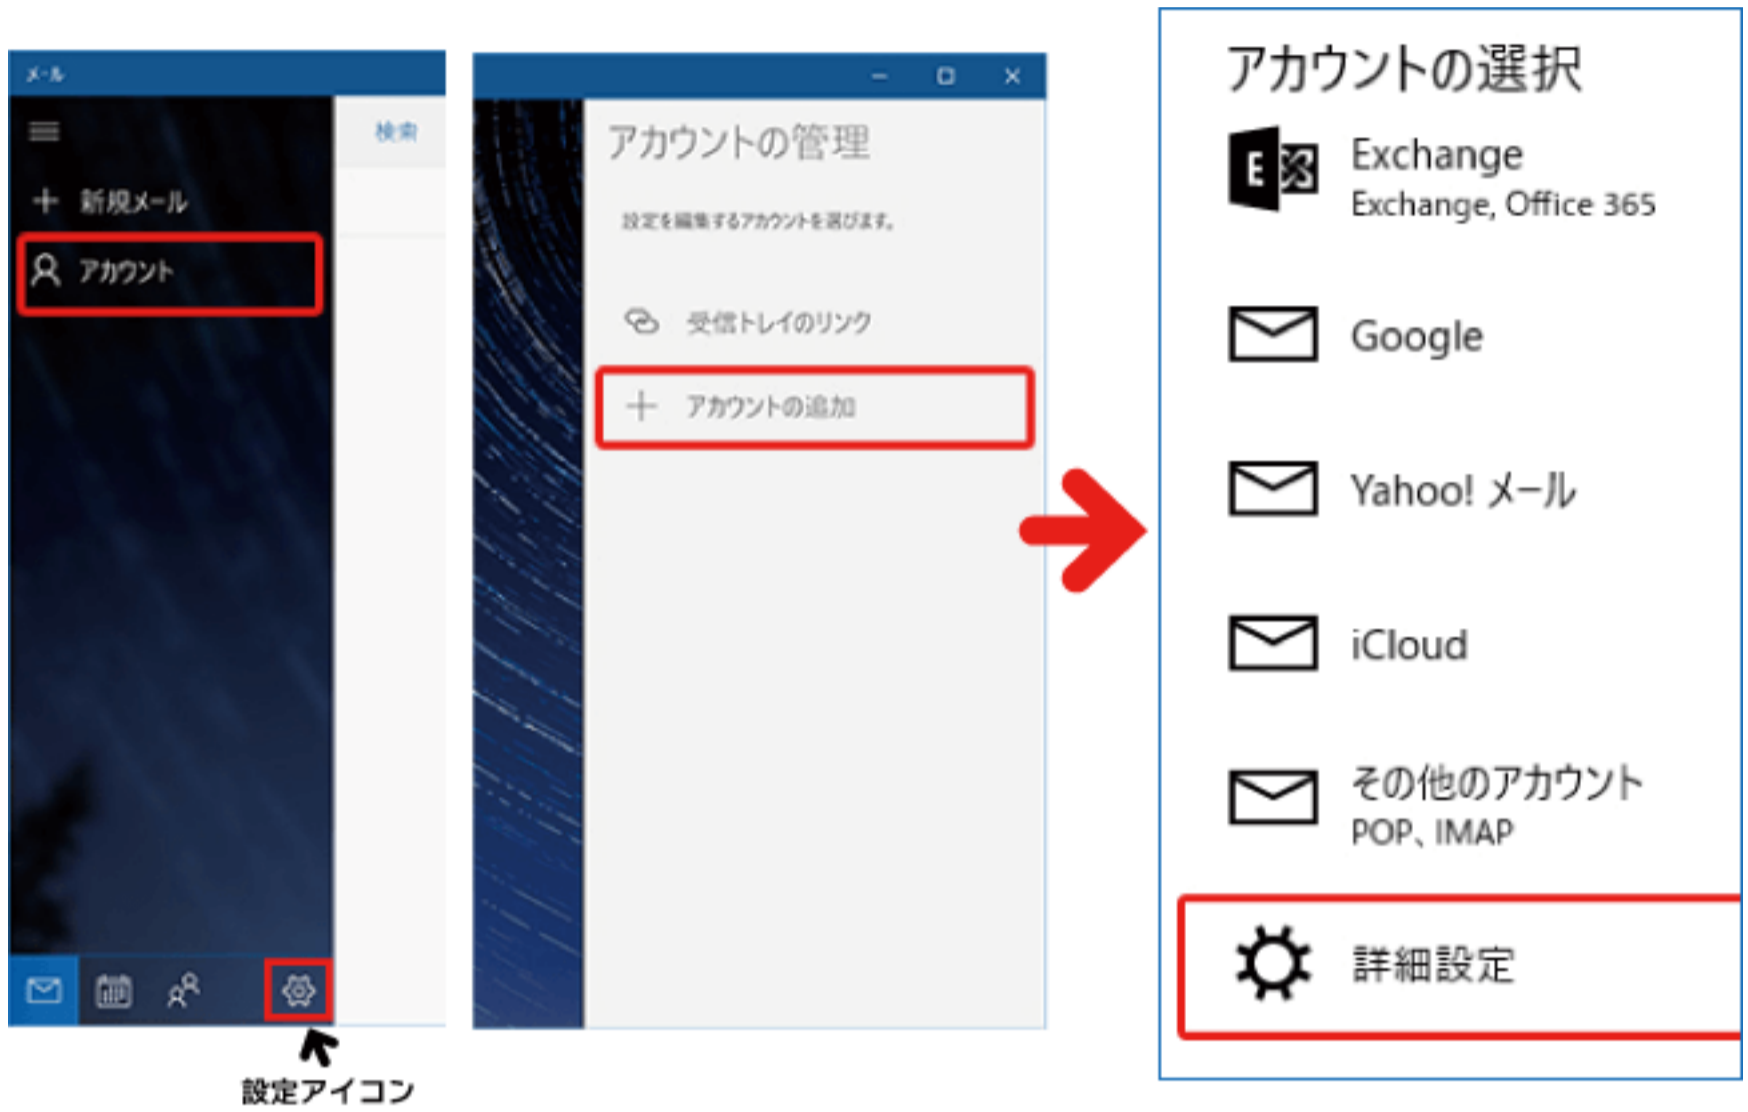 メール
検索
新規メール
アカウント
設定アイコン
アカウントの管理
設定を編集するアカウントを選びます。
受信トレイのリンク
アカウントの追加
アカウントの選択
Exchange
Exchange, Office 365
Google
Yahoo! メール
iCloud
その他のアカウント
POP、IMAP
詳細設定